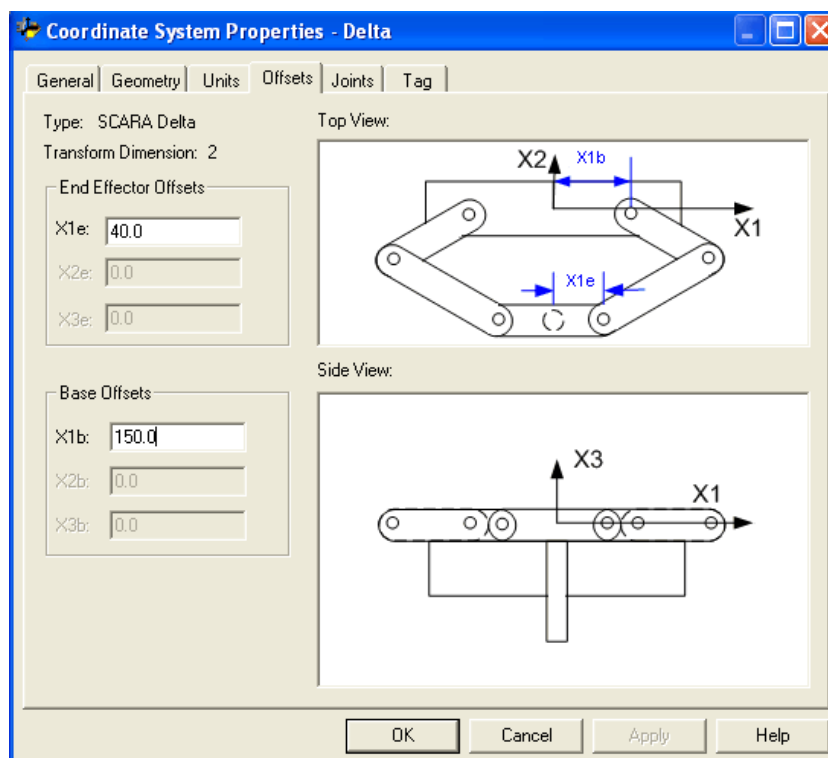 Coordinate System Properties - Delta
General Geometry Units Offsets Joints Tag
Type: SCARA Delta
Transform Dimension: 2
End Effector Offsets
X1e: 40.0
X2e: 0.0
X3e: 0.0
Base Offsets
X1b: 150.0
X2b: 0.0
X3b: 0.0
Top View:
X2 X1b
X1
X1e
Side View:
X3
X1
OK Cancel Apply Help